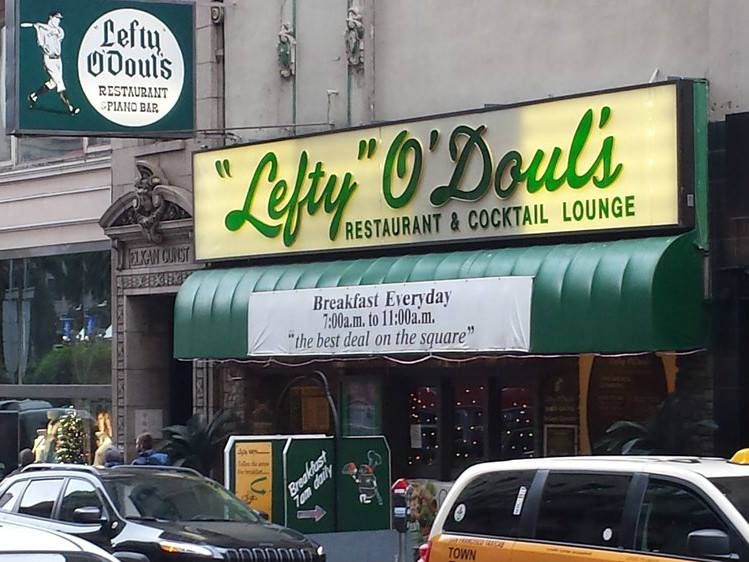 "Lefty
O'Doul's
RESTAURANT
& PIANO BAR
"Lefty" O'Doul's
RESTAURANT & COCKTAIL LOUNGE
ELKAN GUNST
Breakfast Everyday
7:00a.m. to 11:00a.m.
"the best deal on the square"
Breakfast
7am daily
TOWN